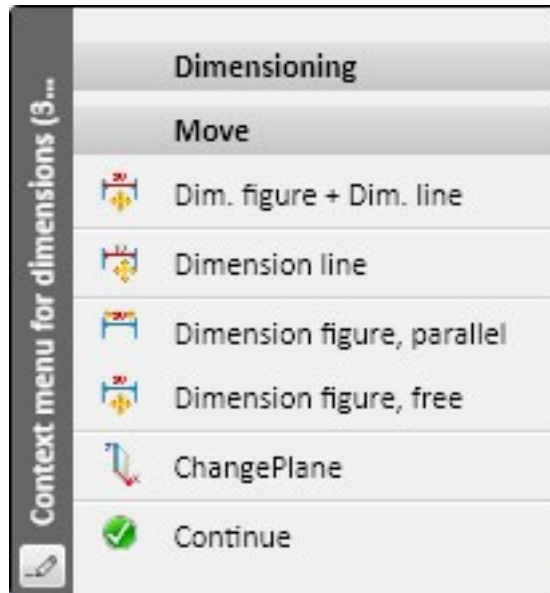 Context menu for dimensions (3...
Dimensioning
Move
Dim. figure + Dim. line
Dimension line
Dimension figure, parallel
Dimension figure, free
ChangePlane
Continue